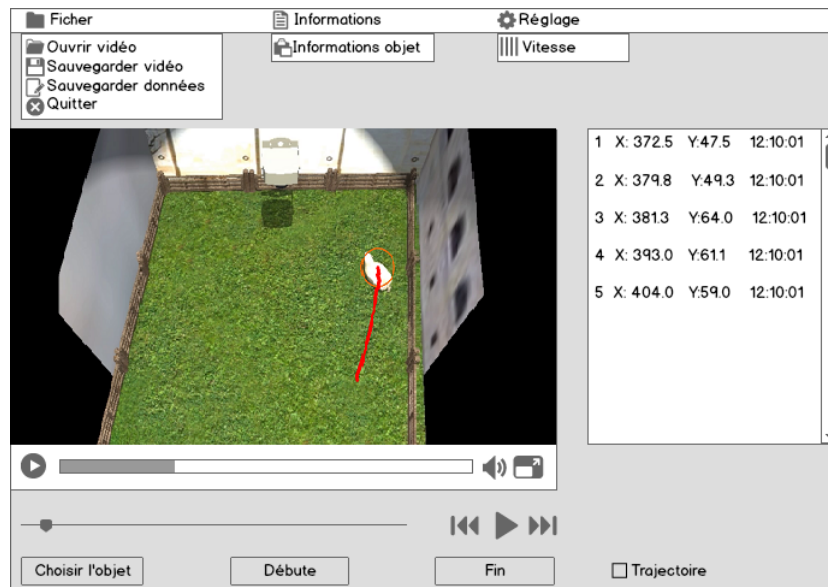 Ficher Informations Réglage
Ouvrir vidéo
Sauvegarder vidéo
Sauvegarder données
Quitter
Informations objet
Vitesse
1 X: 372.5 Y:47.5 12:10:01
2 X: 379.8 Y:49.3 12:10:01
3 X: 381.3 Y: 64.0 12:10:01
4 X: 393.0 Y:61.1 12:10:01
5 X: 404.0 Y:59.0 12:10:01
Choisir l'objet Débute Fin Trajectoire